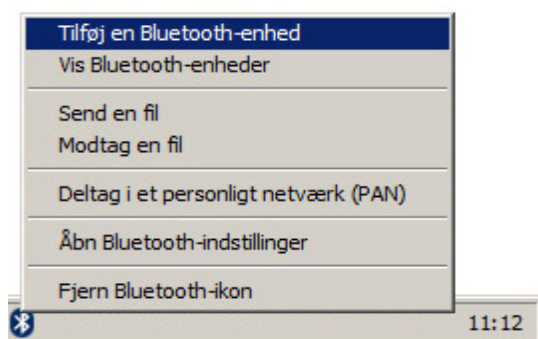 Tilføj en Bluetooth-enhed
Vis Bluetooth-enheder
Send en fil
Modtag en fil
Deltag i et personligt netværk (PAN)
Åbn Bluetooth-indstillinger
Fjern Bluetooth-ikon
11:12